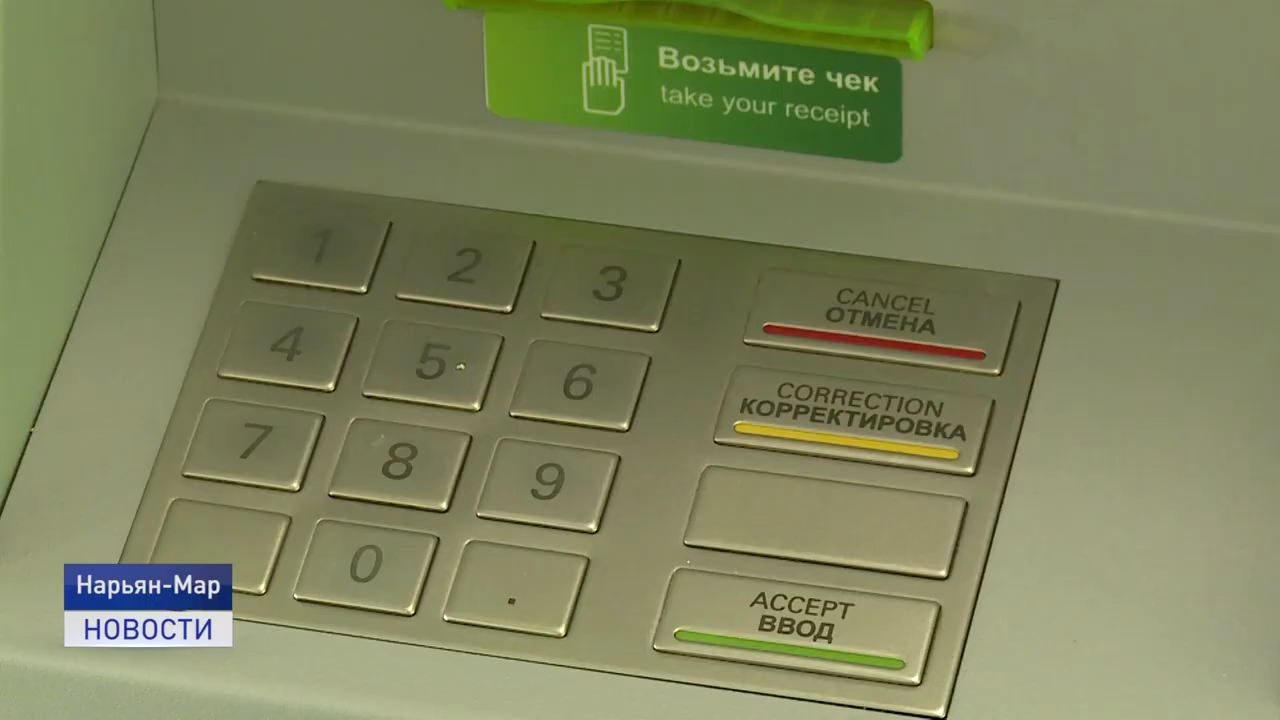 Возьмите чек
take your receipt
1 2 3
CANCEL
ОТМЕНА
4 5 6
CORRECTION
КОРРЕКТИРОВКА
7 8 9
0 .
ACCEPT
ВВОД
Нарьян-Мар
НОВОСТИ